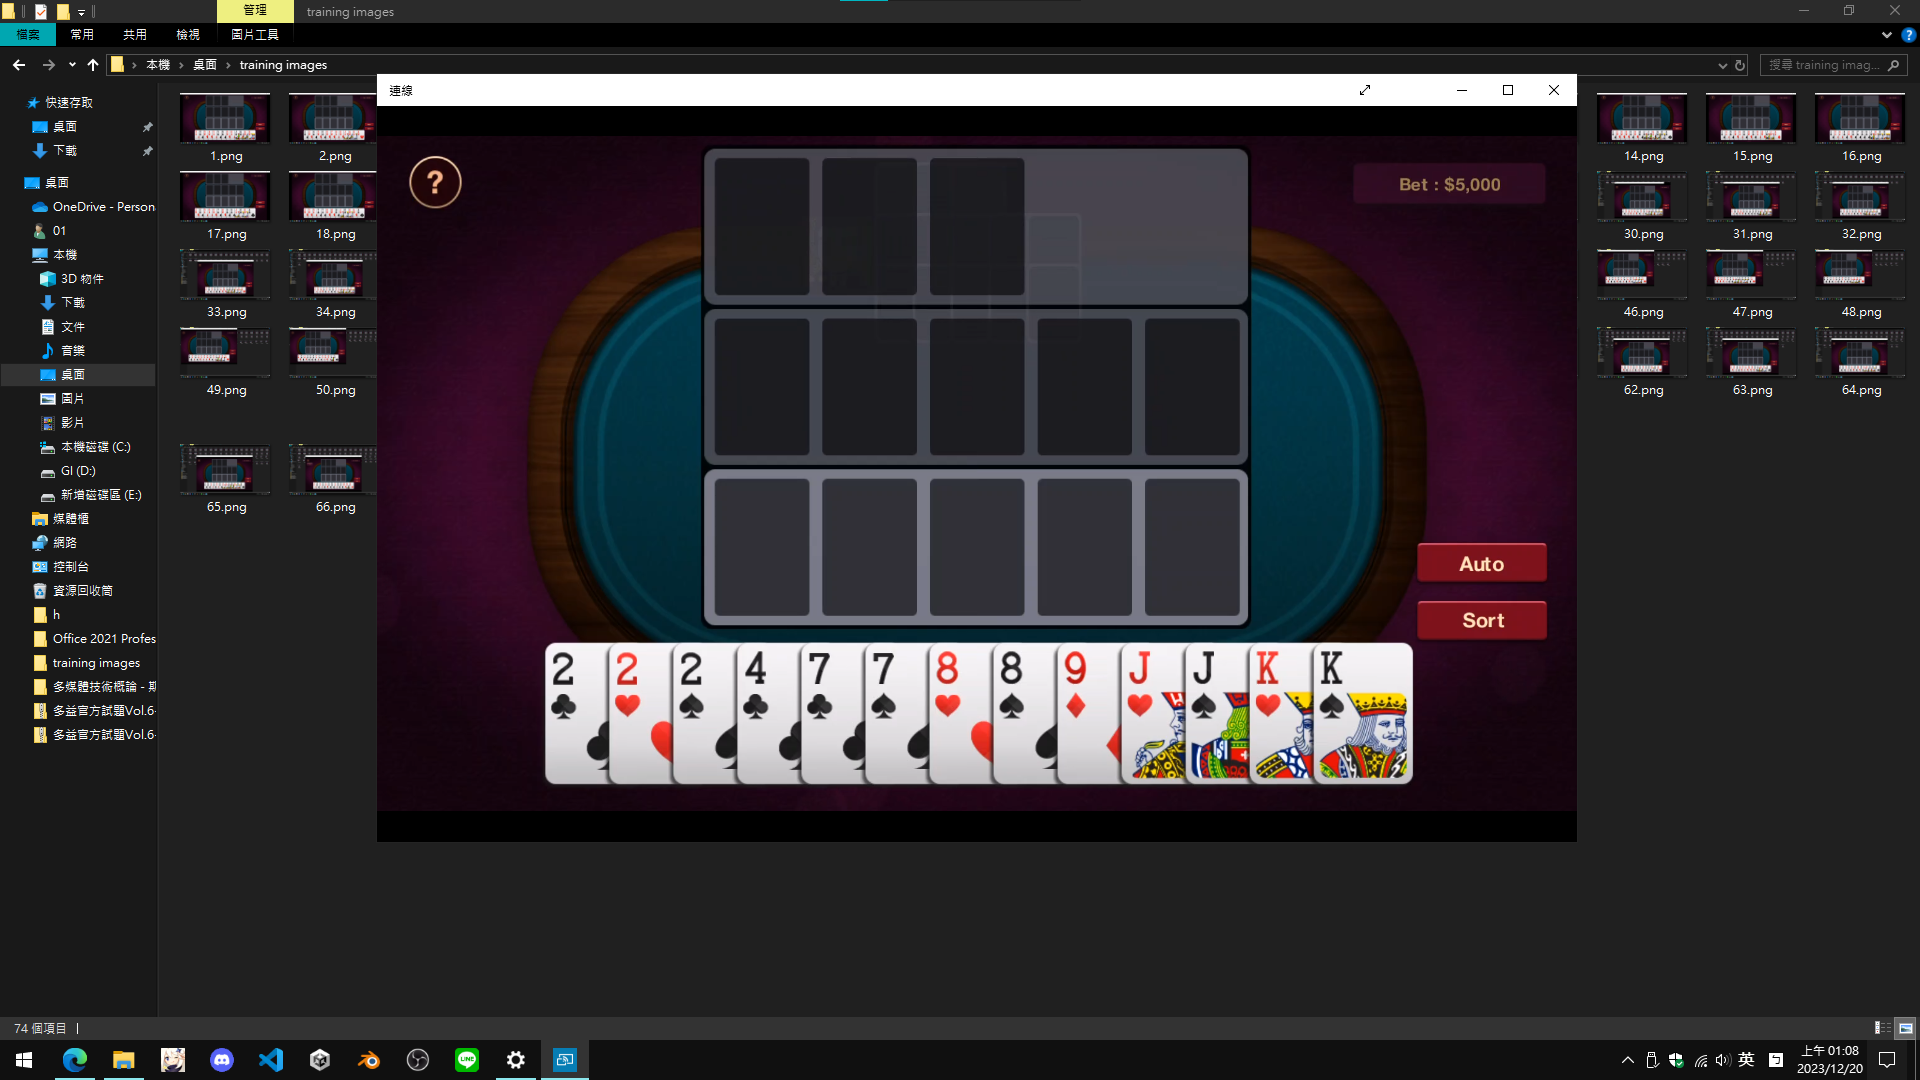 管理
training images
檔案
常用
共用
檢視
圖片工具
本機
桌面
training images
搜尋 training imag...
快速存取
桌面
下載
桌面
OneDrive - Persona
01
本機
3D 物件
下載
文件
音樂
桌面
圖片
影片
本機磁碟 (C:)
GI (D:)
新增磁碟區 (E:)
媒體櫃
網路
控制台
資源回收筒
h
Office 2021 Profes
training images
多媒體技術概論 - 期
多益官方試題Vol.6-
多益官方試題Vol.6-
1.png
2.png
14.png
15.png
16.png
17.png
18.png
30.png
31.png
32.png
33.png
34.png
46.png
47.png
48.png
49.png
50.png
62.png
63.png
64.png
65.png
66.png
連線
?
Bet : $5,000
Auto
Sort
2 2 2 4 7 7 8 8 9 J J K K
74 個項目
LINE
英
上午 01:08
2023/12/20